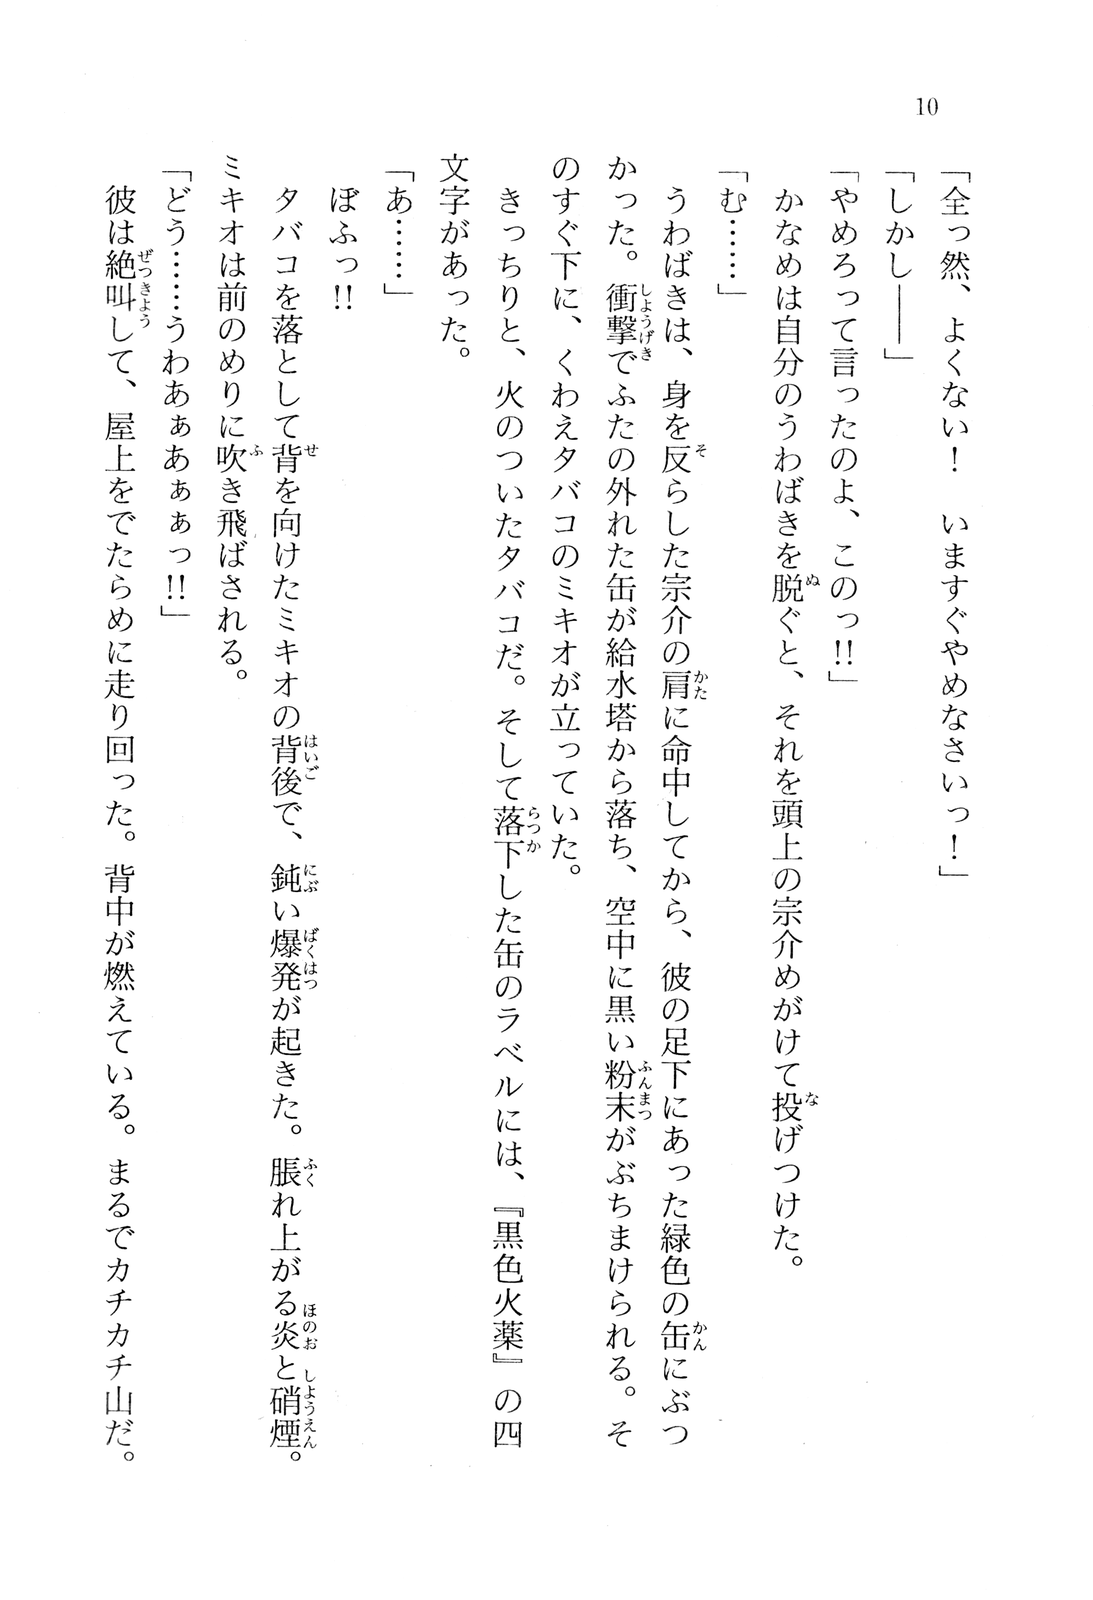 10
「全っ然、よくない！　いますぐやめなさいっ！」
「しかし――」
「やめろって言ったのよ、このっ!!」
　かなめは自分のうわばきを脱ぐと、それを頭上の宗介めがけて投げつけた。
「む……」
　うわばきは、身を反らした宗介の肩に命中してから、彼の足下にあった緑色の缶にぶつ
かった。衝撃でふたの外れた缶が給水塔から落ち、空中に黒い粉末がぶちまけられる。そ
のすぐ下に、くわえタバコのミキオが立っていた。
　きっちりと、火のついたタバコだ。そして落下した缶のラベルには、『黒色火薬』の四
文字があった。
「あ……」
　ぼふっ!!
　タバコを落として背を向けたミキオの背後で、鈍い爆発が起きた。脹れ上がる炎と硝煙。
ミキオは前のめりに吹き飛ばされる。
「どう……うわあぁあぁぁっ!!」
　彼は絶叫して、屋上をでたらめに走り回った。背中が燃えている。まるでカチカチ山だ。